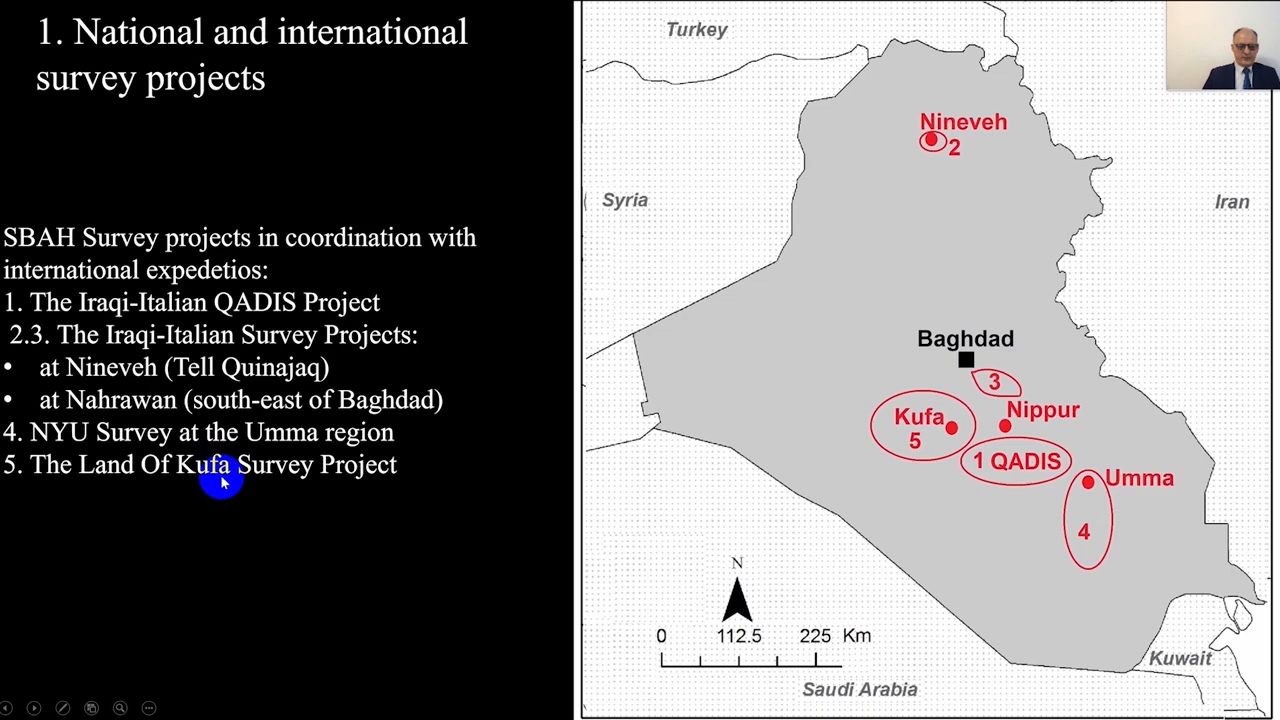 1. National and international
survey projects
SBAH Survey projects in coordination with
international expedetios:
1. The Iraqi-Italian QADIS Project
2.3. The Iraqi-Italian Survey Projects:
• at Nineveh (Tell Quinajaq)
• at Nahrawan (south-east of Baghdad)
4. NYU Survey at the Umma region
5. The Land Of Kufa Survey Project
Turkey
Nineveh
2
Syria
Iran
Baghdad
3
Kufa
5
Nippur
1 QADIS
Umma
4
N
0 112.5 225 Km
Kuwait
Saudi Arabia